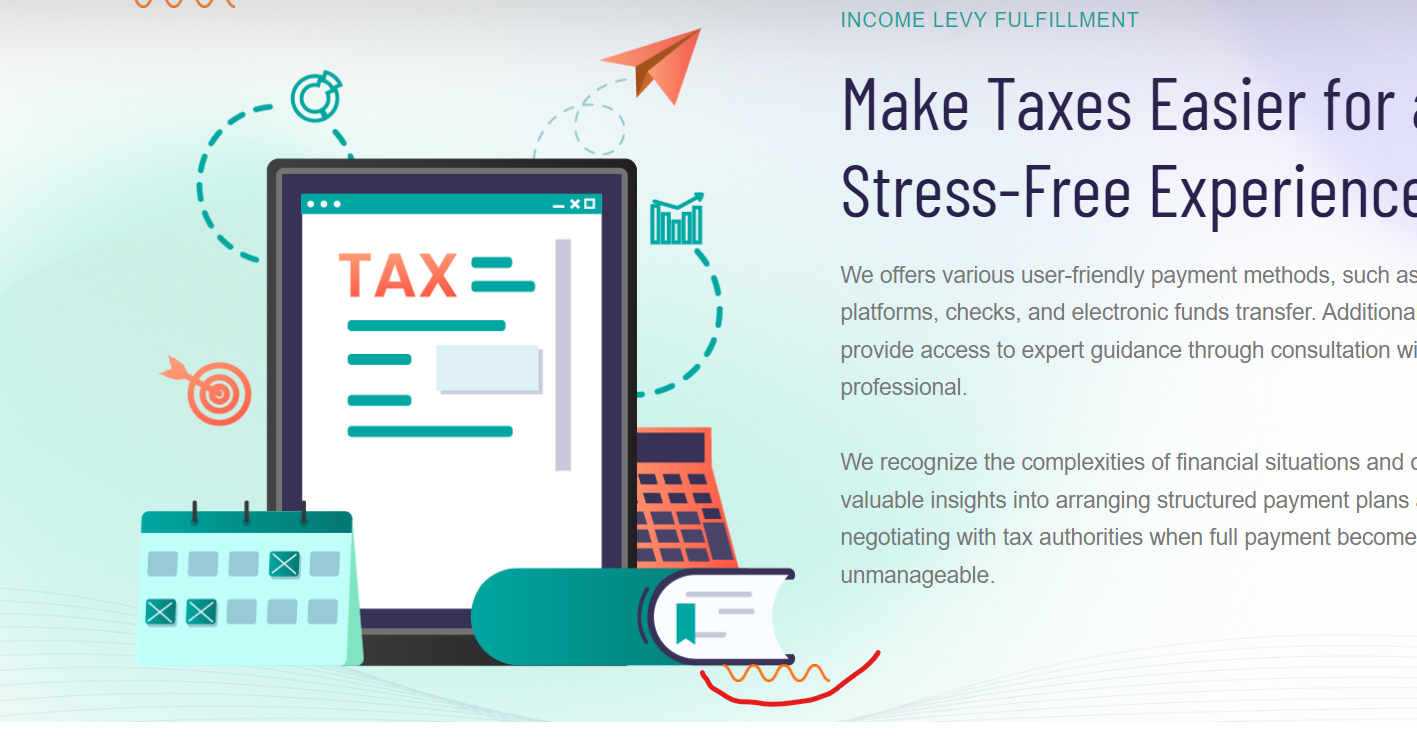 INCOME LEVY FULFILLMENT
Make Taxes Easier for a
Stress-Free Experience
TAX
We offers various user-friendly payment methods, such as
platforms, checks, and electronic funds transfer. Additiona
provide access to expert guidance through consultation wi
professional.
We recognize the complexities of financial situations and
valuable insights into arranging structured payment plans
negotiating with tax authorities when full payment become
unmanageable.